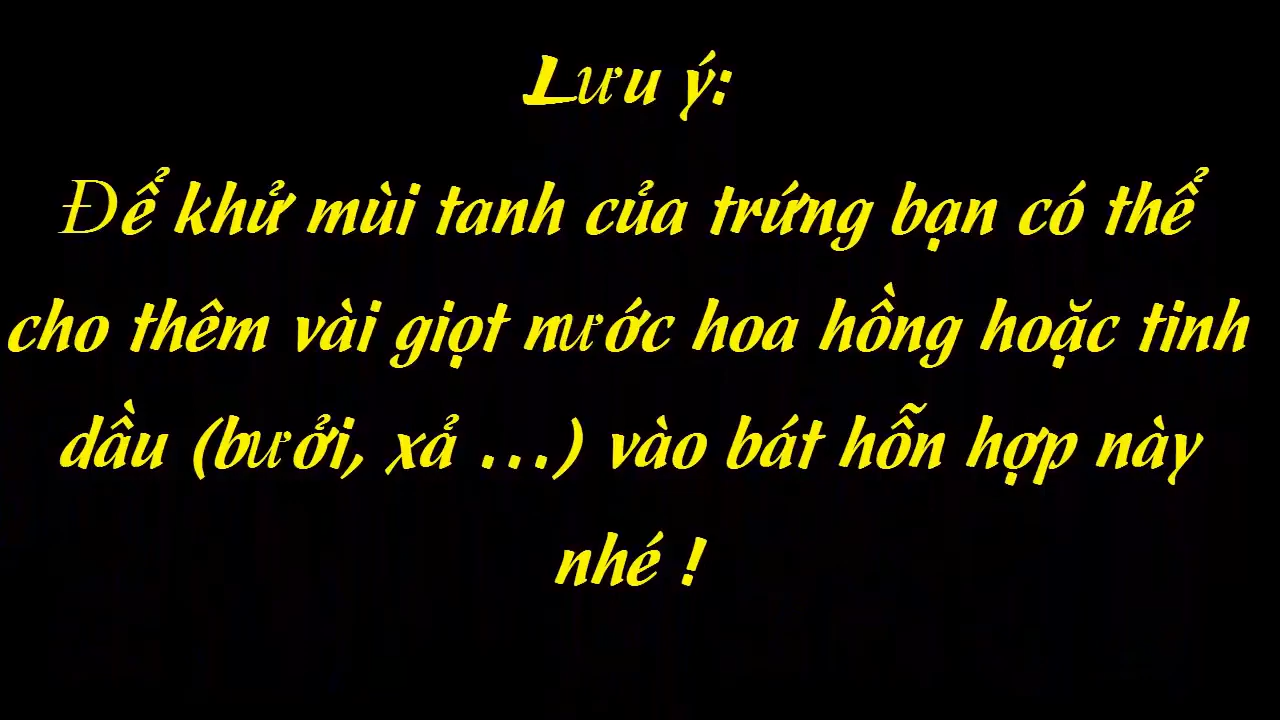 Lưu ý:
Để khử mùi tanh của trứng bạn có thể
cho thêm vài giọt nước hoa hồng hoặc tinh
dầu (bưởi, xả ...) vào bát hỗn hợp này
nhé !